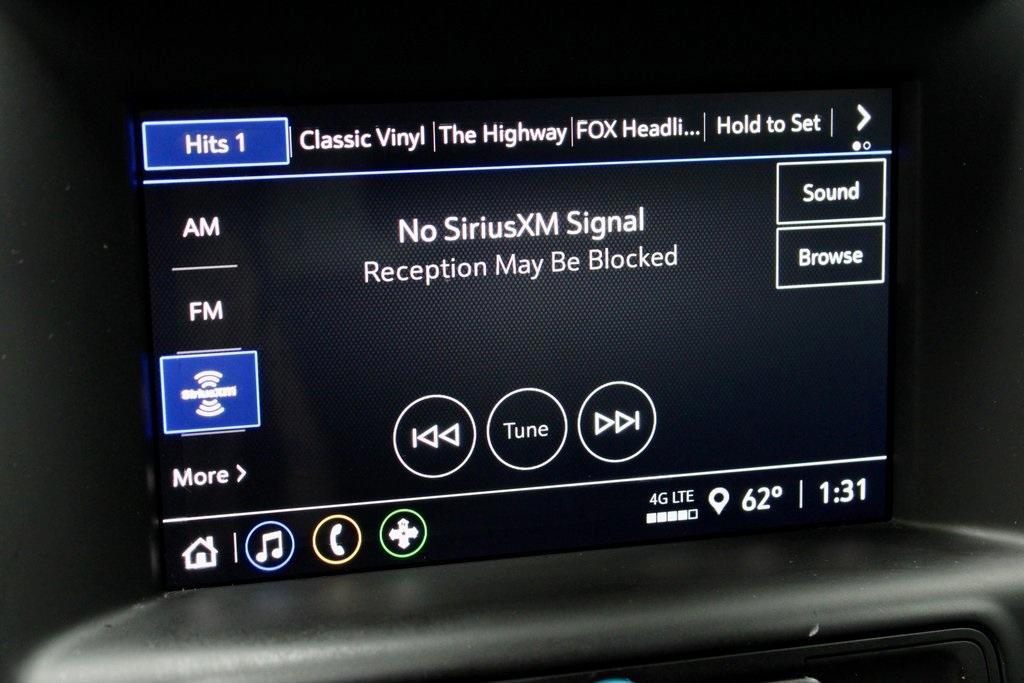 Hits 1
Classic Vinyl
The Highway
FOX Headli...
Hold to Set
Sound
AM
No SiriusXM Signal
Reception May Be Blocked
Browse
FM
SiriusXM
Tune
More
4G LTE
62°
1:31